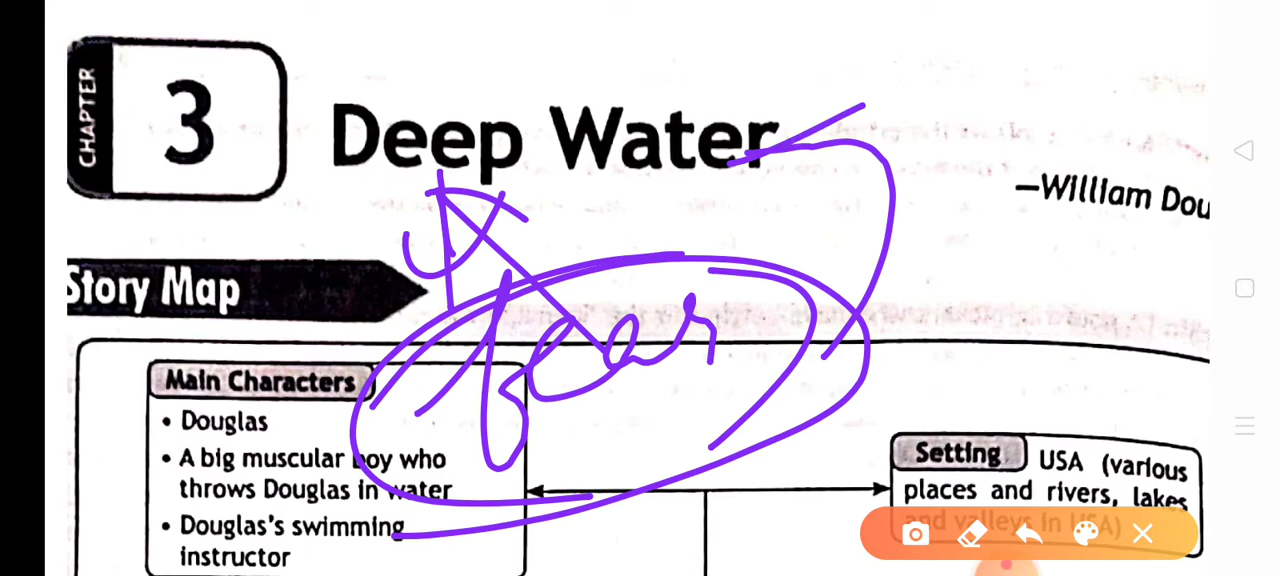 CHAPTER
3
Deep Water
—William Dou
Story Map
fear
Main Characters
• Douglas
• A big muscular boy who
throws Douglas in water
• Douglas's swimming
instructor
Setting
USA (various
places and rivers, lakes
and valleys in USA)